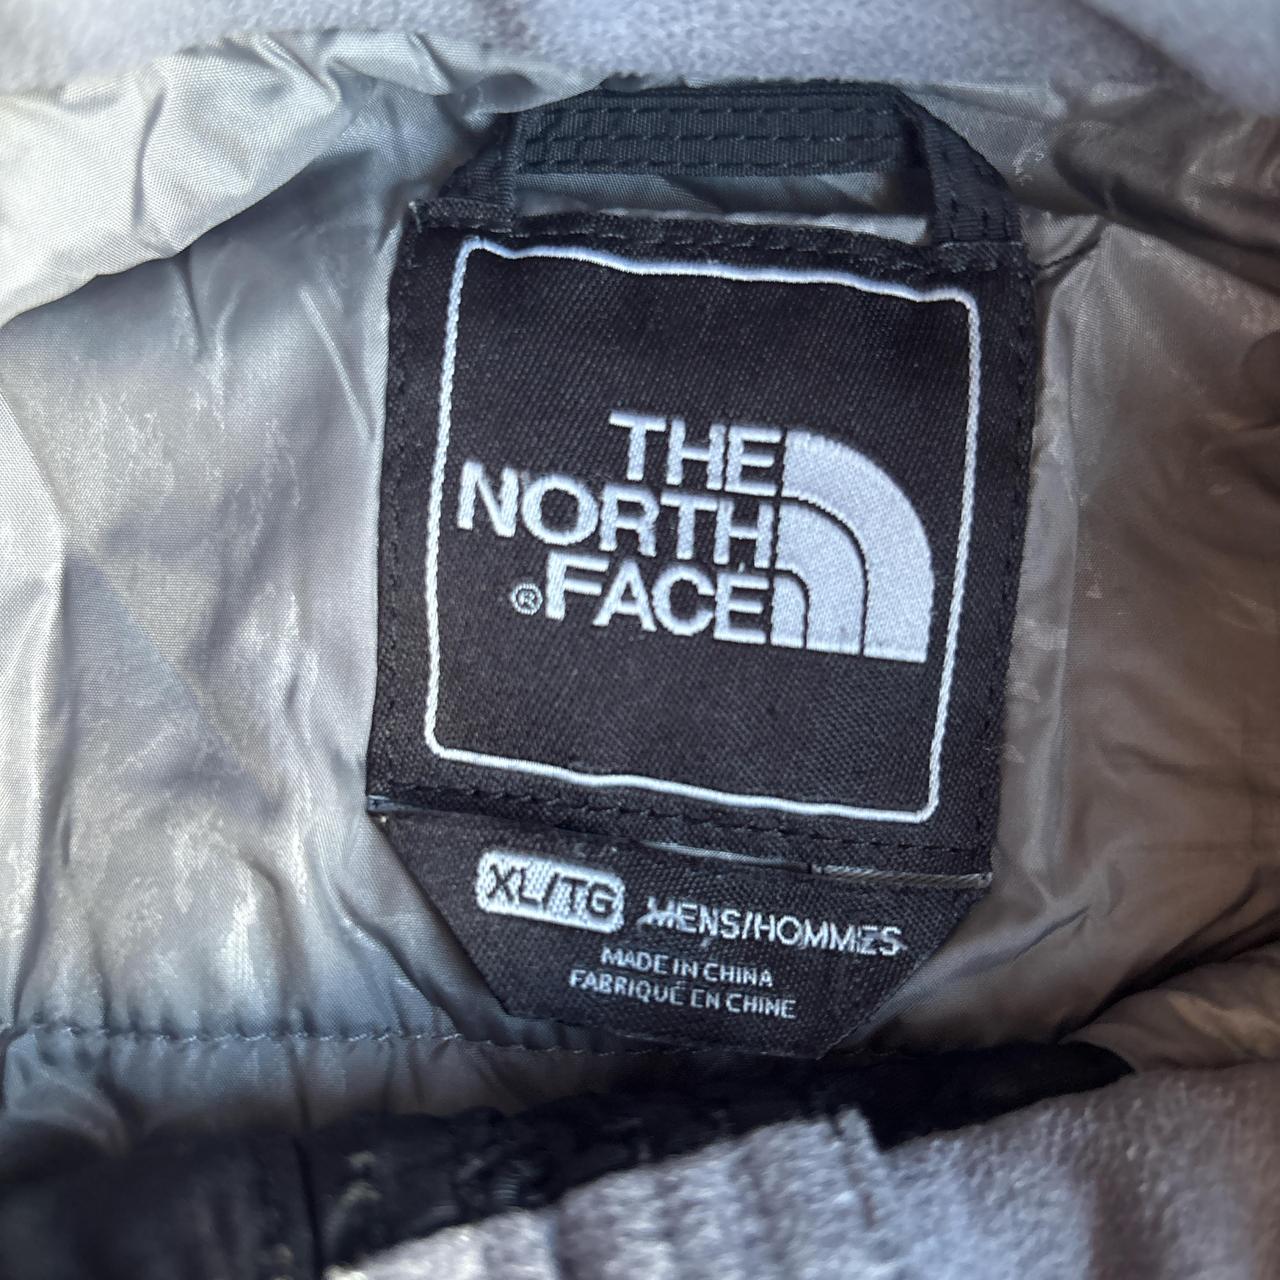 THE
NORTH
®FACE
XL/TG MENS/HOMMES
MADE IN CHINA
FABRIQUÉ EN CHINE